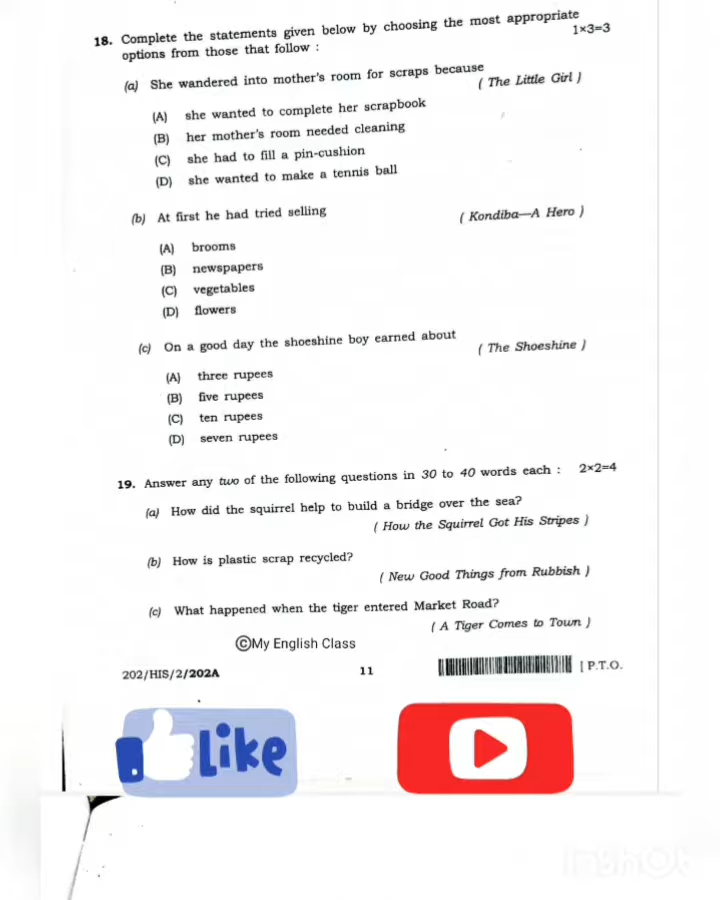 18. Complete the statements given below by choosing the most appropriate
options from those that follow : 1×3=3
(a) She wandered into mother's room for scraps because
( The Little Girl )
(A) she wanted to complete her scrapbook
(B) her mother's room needed cleaning
(C) she had to fill a pin-cushion
(D) she wanted to make a tennis ball
(b) At first he had tried selling
( Kondiba—A Hero )
(A) brooms
(B) newspapers
(C) vegetables
(D) flowers
(c) On a good day the shoeshine boy earned about
( The Shoeshine )
(A) three rupees
(B) five rupees
(C) ten rupees
(D) seven rupees
19. Answer any two of the following questions in 30 to 40 words each : 2×2=4
(a) How did the squirrel help to build a bridge over the sea?
( How the Squirrel Got His Stripes )
(b) How is plastic scrap recycled?
( New Good Things from Rubbish )
(c) What happened when the tiger entered Market Road?
( A Tiger Comes to Town )
©My English Class
202/HIS/2/202A 11 [ P.T.O.
Like